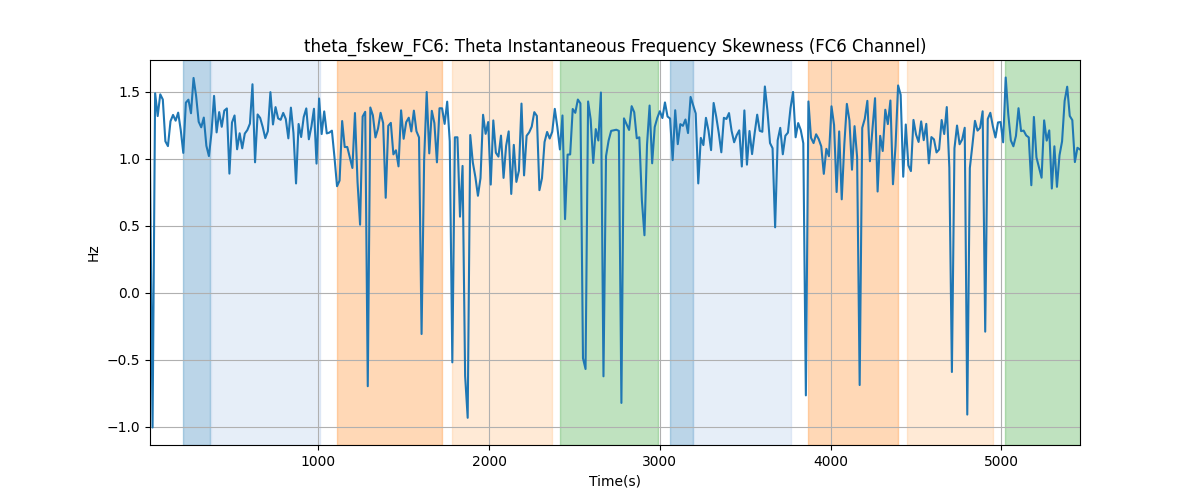 theta_fskew_FC6: Theta Instantaneous Frequency Skewness (FC6 Channel)
1.5
1.0
0.5
0.0
−0.5
−1.0
Hz
1000 2000 3000 4000 5000
Time(s)